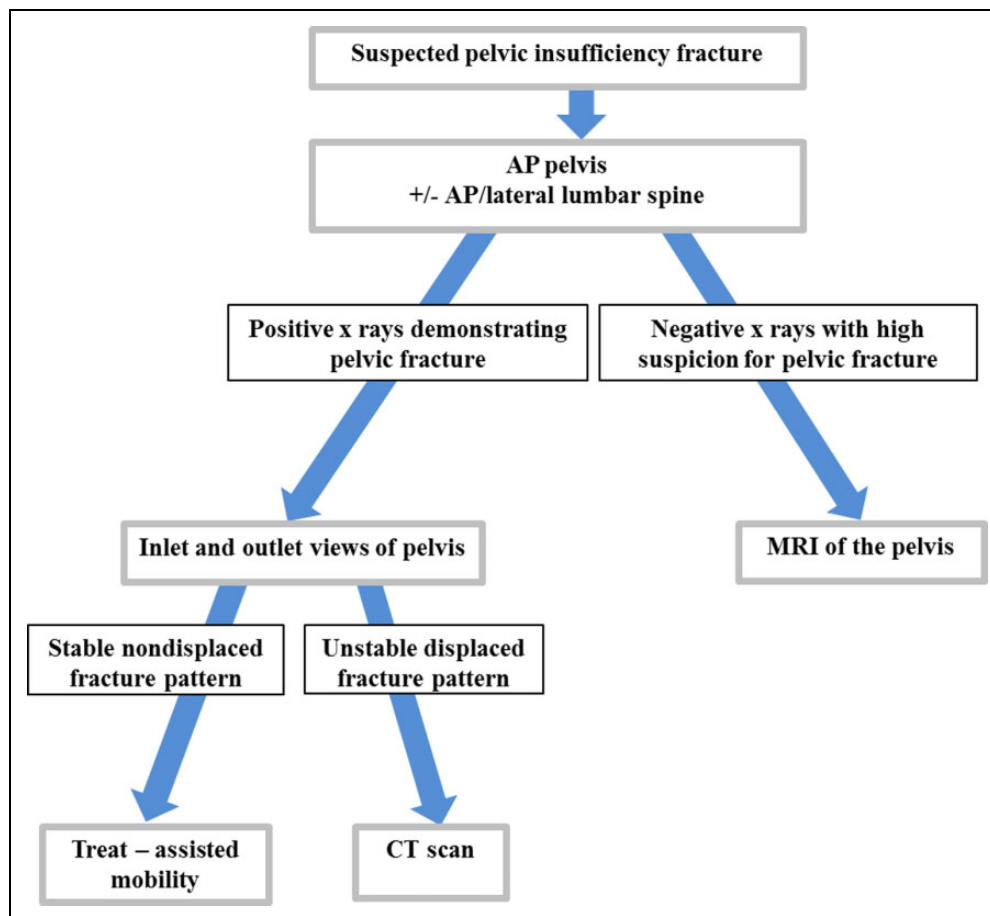 Suspected pelvic insufficiency fracture
AP pelvis
+/- AP/lateral lumbar spine
Positive x rays demonstrating
pelvic fracture
Negative x rays with high
suspicion for pelvic fracture
Inlet and outlet views of pelvis
MRI of the pelvis
Stable nondisplaced
fracture pattern
Unstable displaced
fracture pattern
Treat – assisted
mobility
CT scan